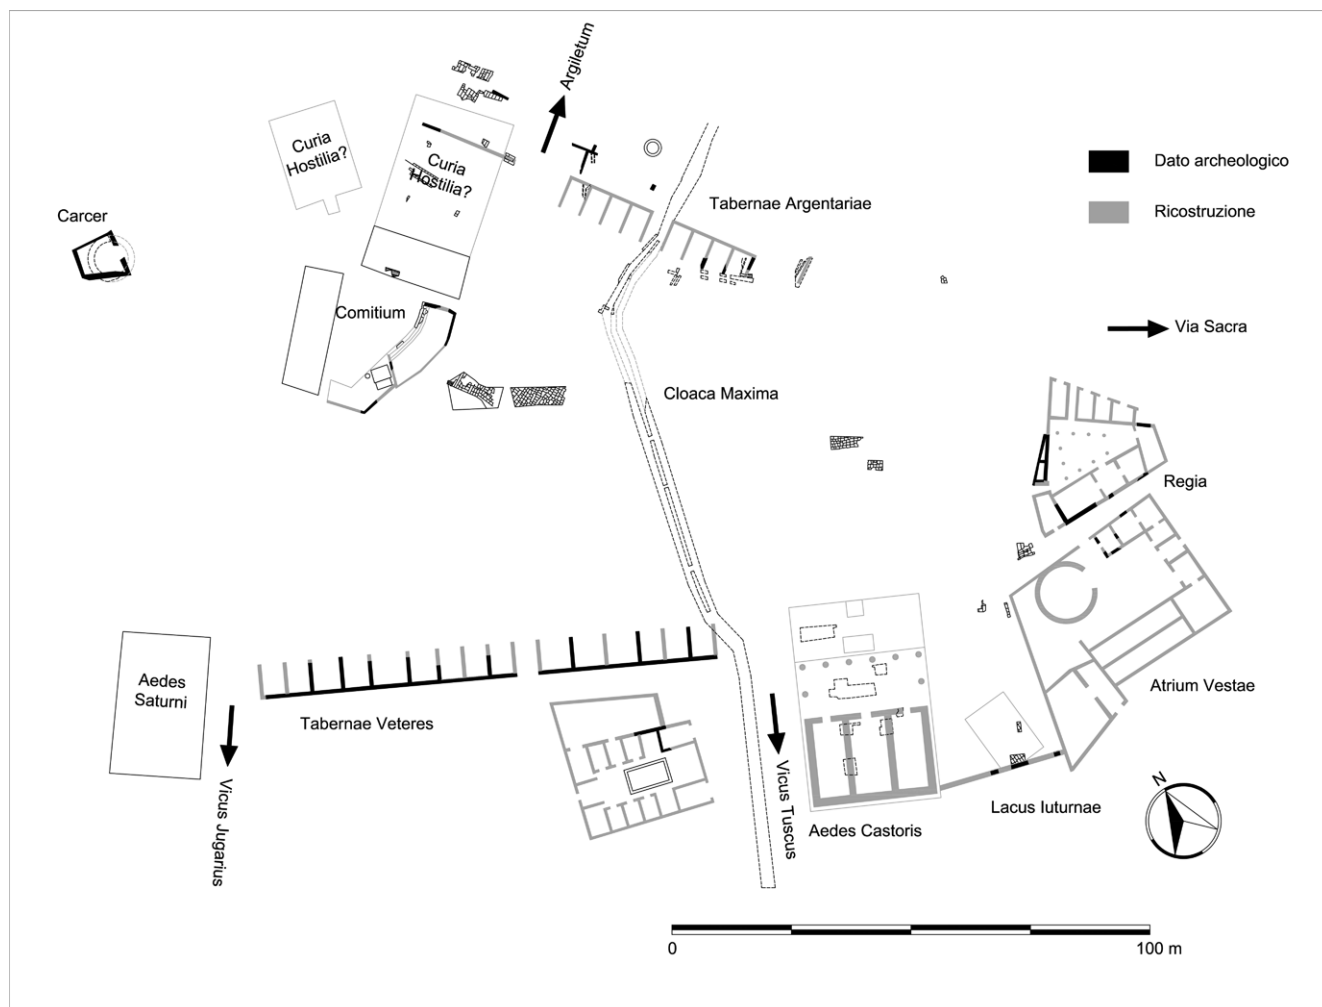 Argiletum
Curia
Hostilia?
Curia
Hostilia?
Dato archeologico
Ricostruzione
Carcer
Tabernae Argentariae
Comitium
Via Sacra
Cloaca Maxima
Regia
Aedes
Saturni
Tabernae Veteres
Atrium Vestae
Vicus Jugarius
Vicus Tuscus
Aedes Castoris
Lacus Iuturnae
N
0
100 m